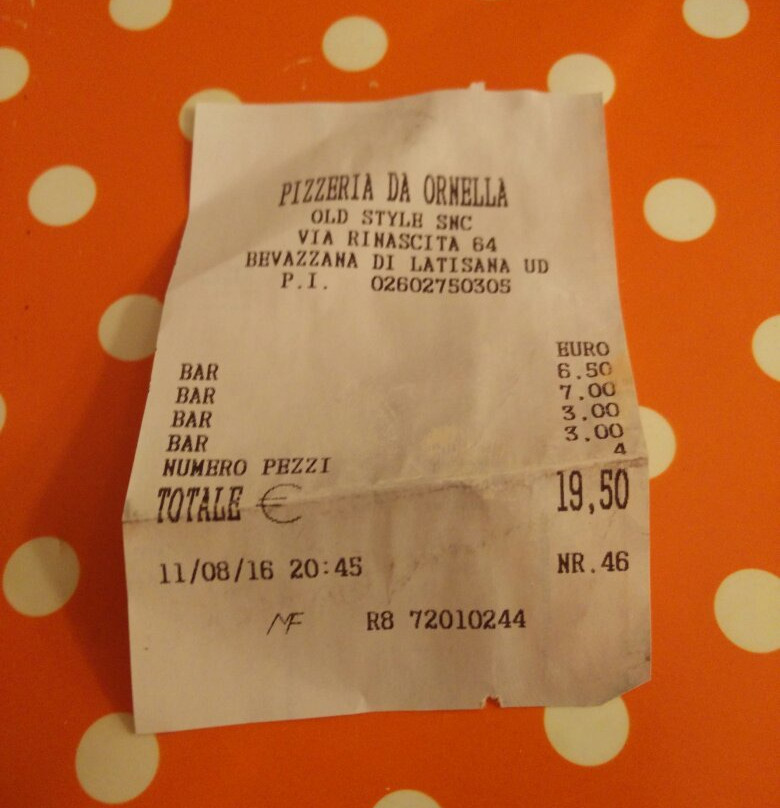 PIZZERIA DA ORNELLA
OLD STYLE SNC
VIA RINASCITA 64
BEVAZZANA DI LATISANA UD
P.I. 02602750305
EURO
BAR 6.50
BAR 7.00
BAR 3.00
BAR 3.00
NUMERO PEZZI 4
TOTALE € 19,50
11/08/16 20:45 NR.46
MF R8 72010244